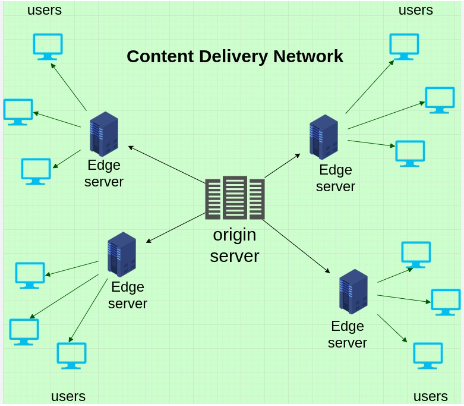 users
users
Content Delivery Network
Edge
server
Edge
server
origin
server
Edge
server
Edge
server
users
users